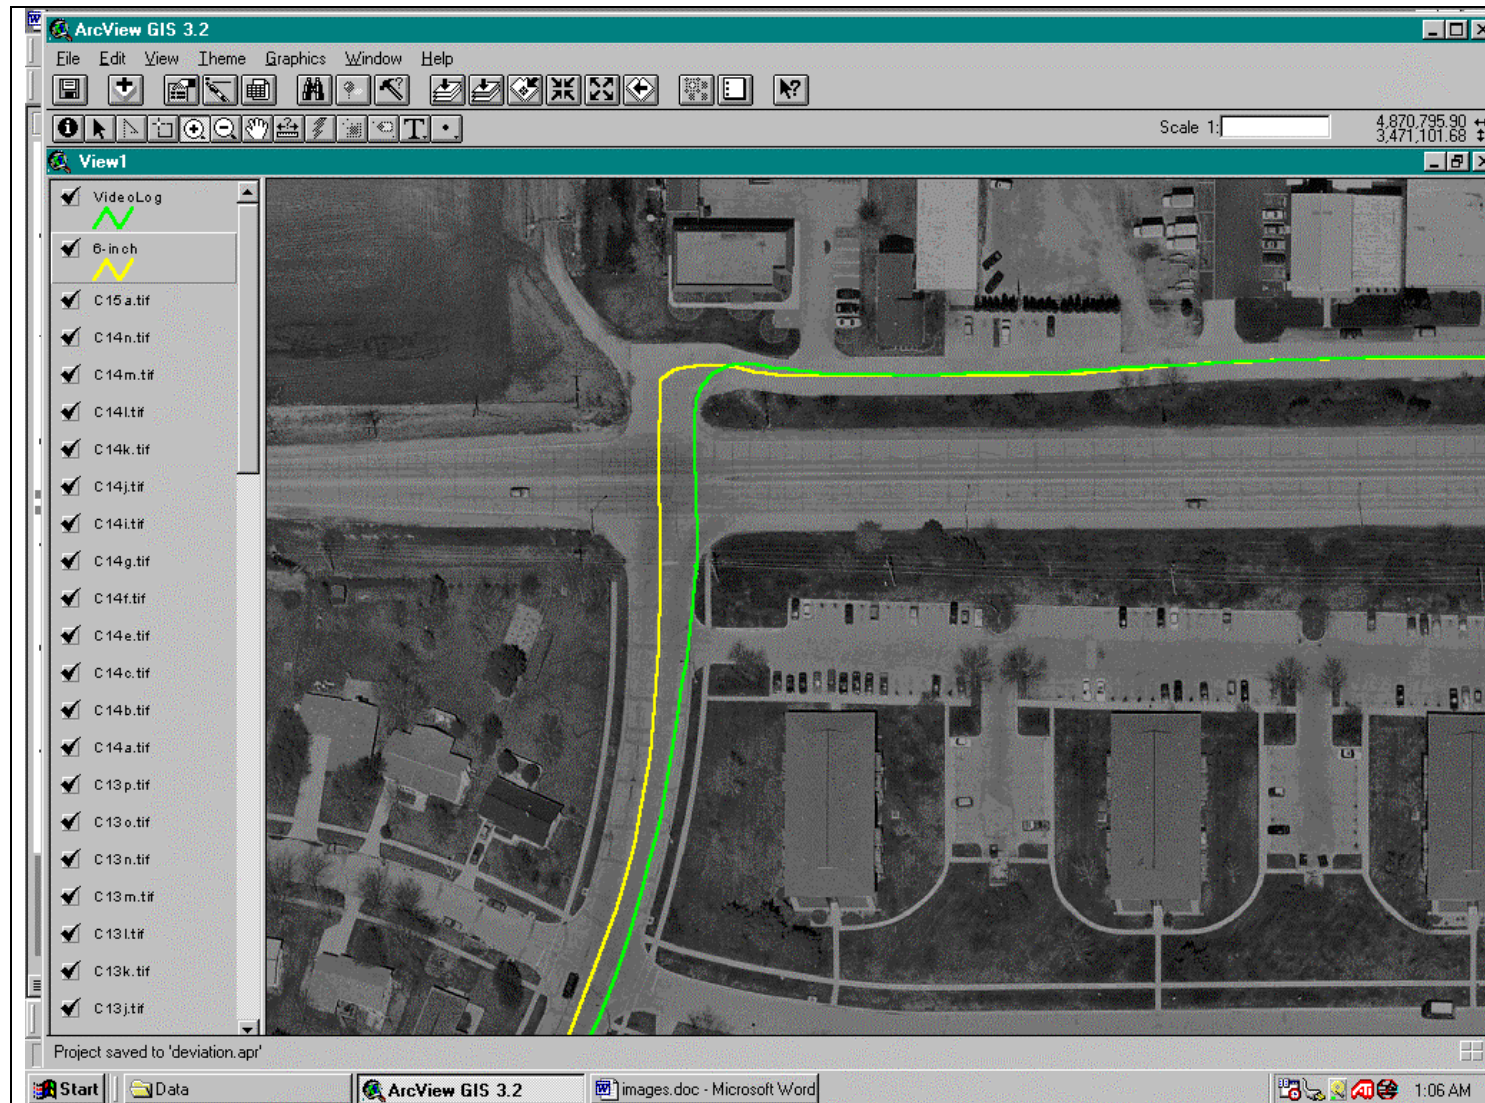 ArcView GIS 3.2
File Edit View Theme Graphics Window Help
Scale 1:
4,870,795.90
3,471,101.68
View1
VideoLog
6-inch
C15a.tif
C14n.tif
C14m.tif
C14l.tif
C14k.tif
C14j.tif
C14i.tif
C14g.tif
C14f.tif
C14e.tif
C14c.tif
C14b.tif
C14a.tif
C13p.tif
C13o.tif
C13n.tif
C13m.tif
C13l.tif
C13k.tif
C13j.tif
Project saved to 'deviation.apr'
Start Data ArcView GIS 3.2 images.doc - Microsoft Word 1:06 AM